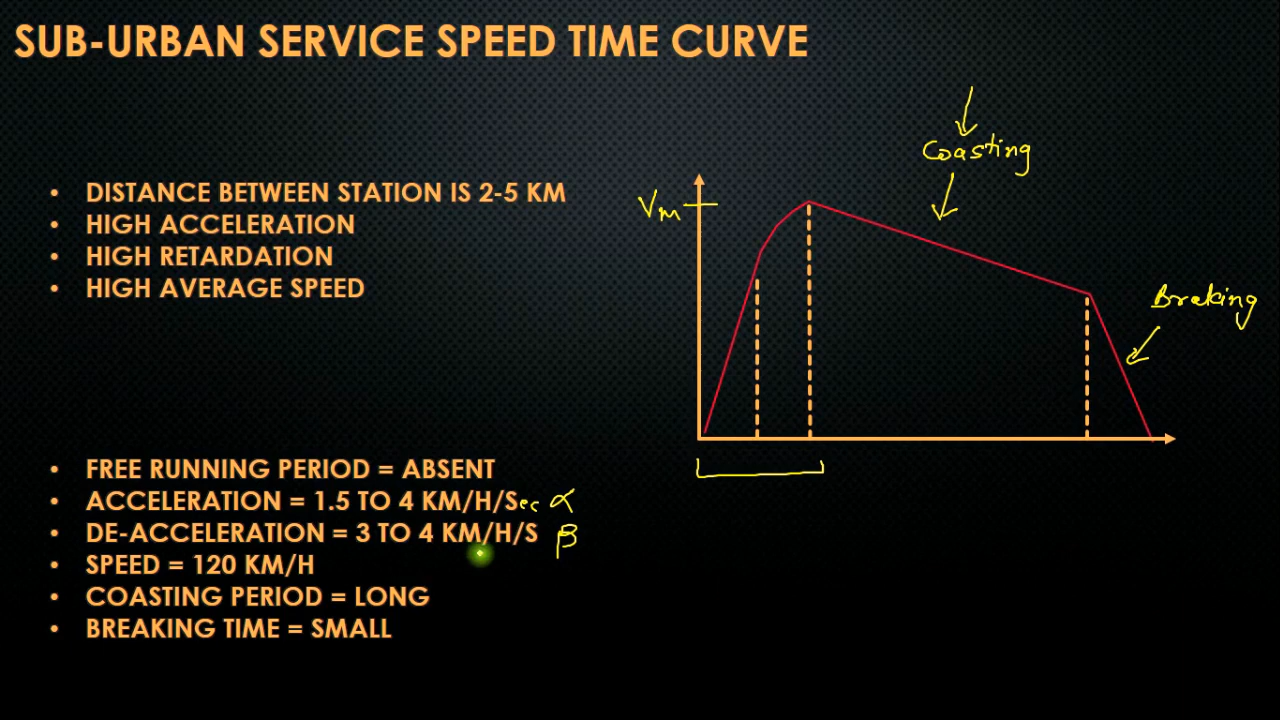 SUB-URBAN SERVICE SPEED TIME CURVE
• DISTANCE BETWEEN STATION IS 2-5 KM
• HIGH ACCELERATION
• HIGH RETARDATION
• HIGH AVERAGE SPEED
Coasting
Vm
Braking
• FREE RUNNING PERIOD = ABSENT
• ACCELERATION = 1.5 TO 4 KM/H/Sec α
• DE-ACCELERATION = 3 TO 4 KM/H/S β
• SPEED = 120 KM/H
• COASTING PERIOD = LONG
• BREAKING TIME = SMALL